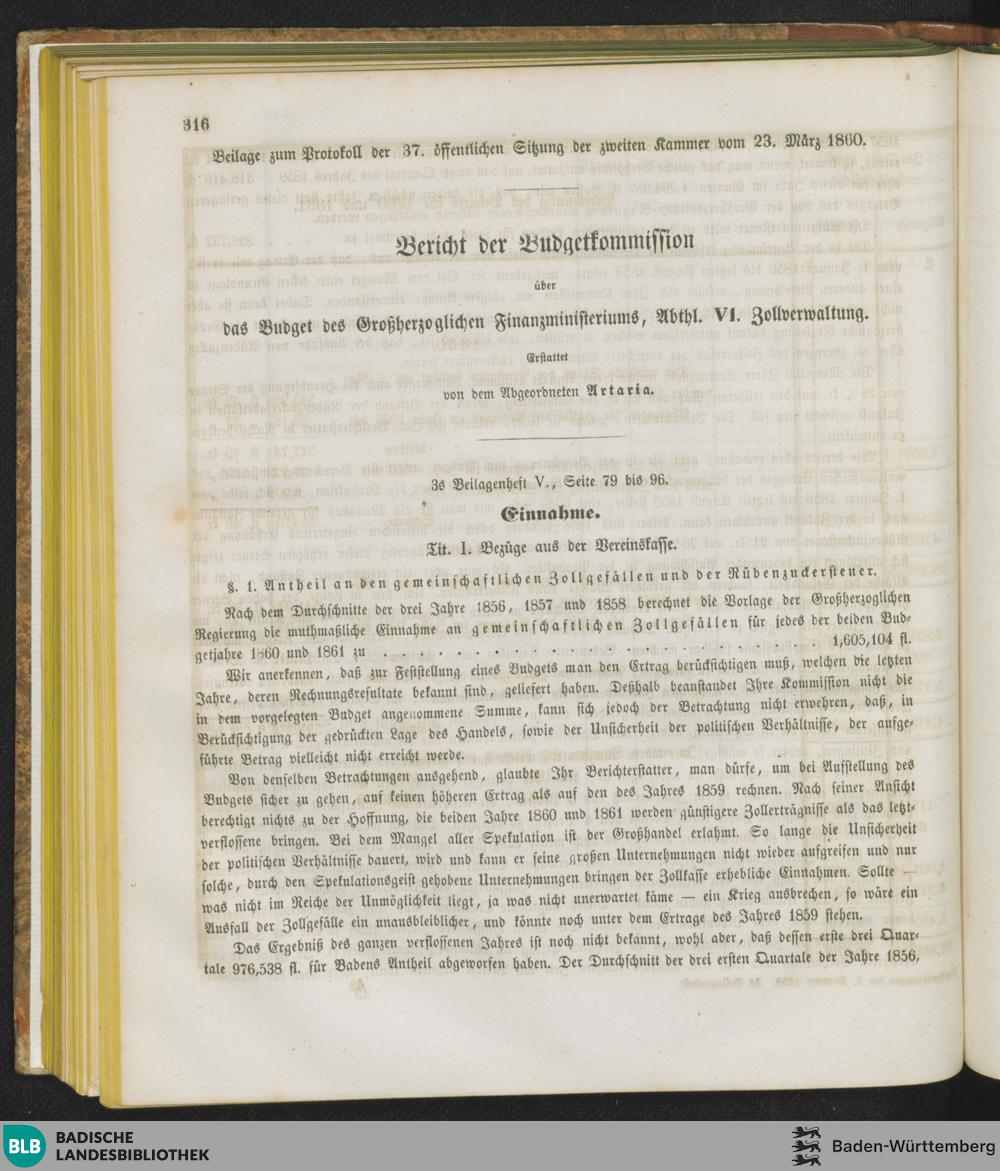 316
Beilage zum Protokoll der 37. öffentlichen Sitzung der zweiten Kammer vom 23. März 1860.
Bericht der Budgetkommission
über
das Budget des Großherzoglichen Finanzministeriums, Abthl. VI. Zollverwaltung.
Erstattet
von dem Abgeordneten Artaria.
3s Beilagenheft V., Seite 79 bis 96.
Einnahme.
Tit. I. Bezüge aus der Vereinskasse.
§. 1. Antheil an den gemeinschaftlichen Zollgefällen und der Rübenzuckersteuer.
Nach dem Durchschnitte der drei Jahre 1856, 1857 und 1858 berechnet die Vorlage der Großherzoglichen
Regierung die muthmaßliche Einnahme an gemeinschaftlichen Zollgefällen für jedes der beiden Bud-
getjahre 1860 und 1861 zu . . . . . . . . . . . . . . . . . . . 1,605,104 fl.
Wir anerkennen, daß zur Feststellung eines Budgets man den Ertrag berücksichtigen muß, welchen die letzten
Jahre, deren Rechnungsresultate bekannt sind, geliefert haben. Deßhalb beanstandet Ihre Kommission nicht die
in dem vorgelegten Budget angenommene Summe, kann sich jedoch der Betrachtung nicht erwehren, daß, in
Berücksichtigung der gedrückten Lage des Handels, sowie der Unsicherheit der politischen Verhältnisse, der aufge-
führte Betrag vielleicht nicht erreicht werde.
Von denselben Betrachtungen ausgehend, glaubte Ihr Berichterstatter, man dürfe, um bei Aufstellung des
Budgets sicher zu gehen, auf keinen höheren Ertrag als auf den des Jahres 1859 rechnen. Nach seiner Ansicht
berechtigt nichts zu der Hoffnung, die beiden Jahre 1860 und 1861 werden günstigere Zollerträgnisse als das letzt-
verflossene bringen. Bei dem Mangel aller Spekulation ist der Großhandel erlahmt. So lange die Unsicherheit
der politischen Verhältnisse dauert, wird und kann er seine großen Unternehmungen nicht wieder aufgreifen und nur
solche, durch den Spekulationsgeist gehobene Unternehmungen bringen der Zollkasse erhebliche Einnahmen. Sollte —
was nicht im Reiche der Unmöglichkeit liegt, ja was nicht unerwartet käme — ein Krieg ausbrechen, so wäre ein
Ausfall der Zollgefälle ein unausbleiblicher, und könnte noch unter dem Ertrage des Jahres 1859 stehen.
Das Ergebniß des ganzen verflossenen Jahres ist noch nicht bekannt, wohl aber, daß dessen erste drei Quar-
tale 976,538 fl. für Badens Antheil abgeworfen haben. Der Durchschnitt der drei ersten Quartale der Jahre 1856,
BLB
BADISCHE
LANDESBIBLIOTHEK
Baden-Württemberg